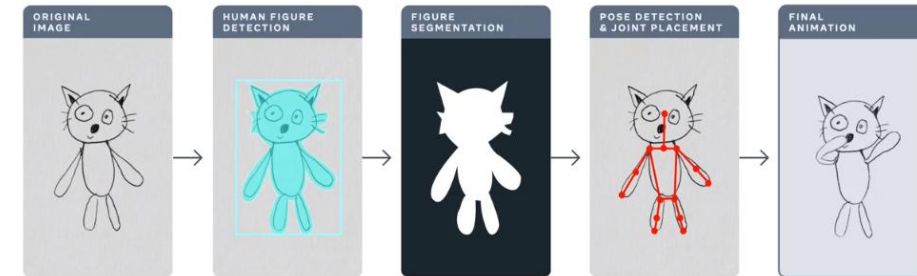 ORIGINAL
IMAGE
HUMAN FIGURE
DETECTION
FIGURE
SEGMENTATION
POSE DETECTION
& JOINT PLACEMENT
FINAL
ANIMATION